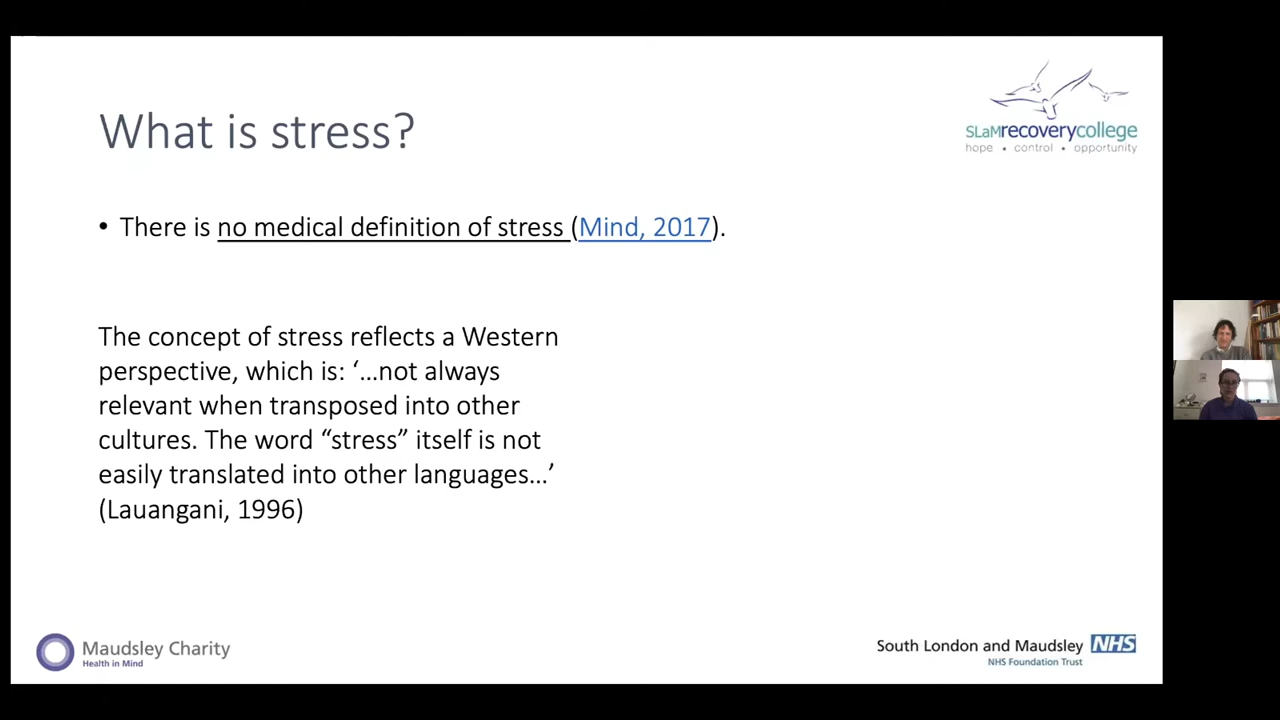 What is stress?
SLaMrecoverycollege
hope • control • opportunity
• There is no medical definition of stress (Mind, 2017).
The concept of stress reflects a Western
perspective, which is: ‘…not always
relevant when transposed into other
cultures. The word “stress” itself is not
easily translated into other languages…’
(Lauangani, 1996)
Maudsley Charity
Health in Mind
South London and Maudsley NHS
NHS Foundation Trust